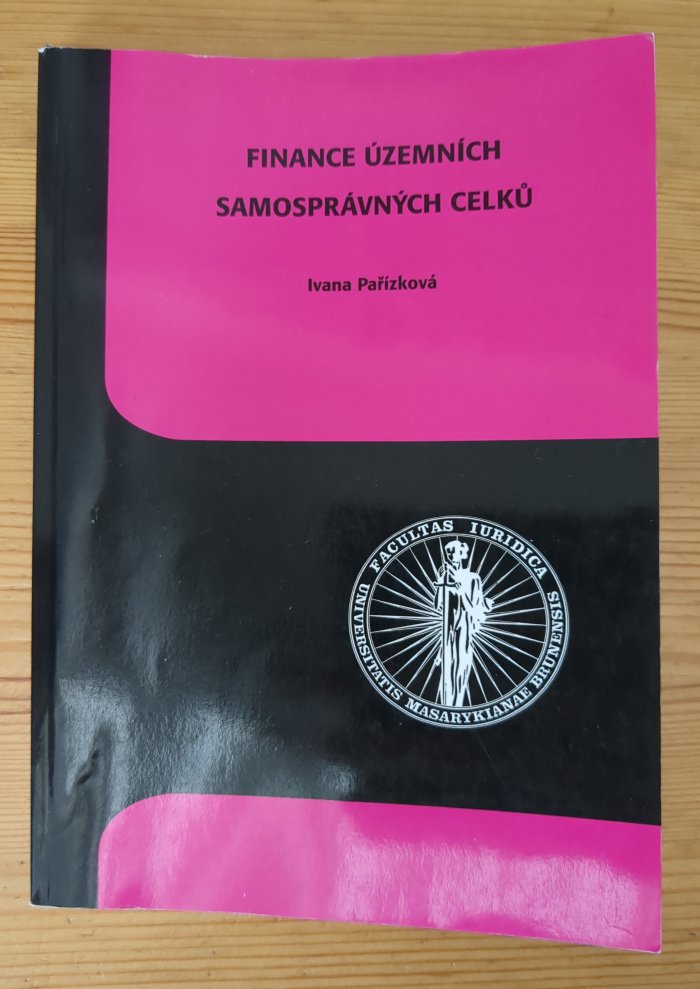 FINANCE ÚZEMNÍCH
SAMOSPRÁVNÝCH CELKŮ
Ivana Pařízková
FACULTAS IURIDICA
UNIVERSITATIS MASARYKIANAE BRUNENSIS